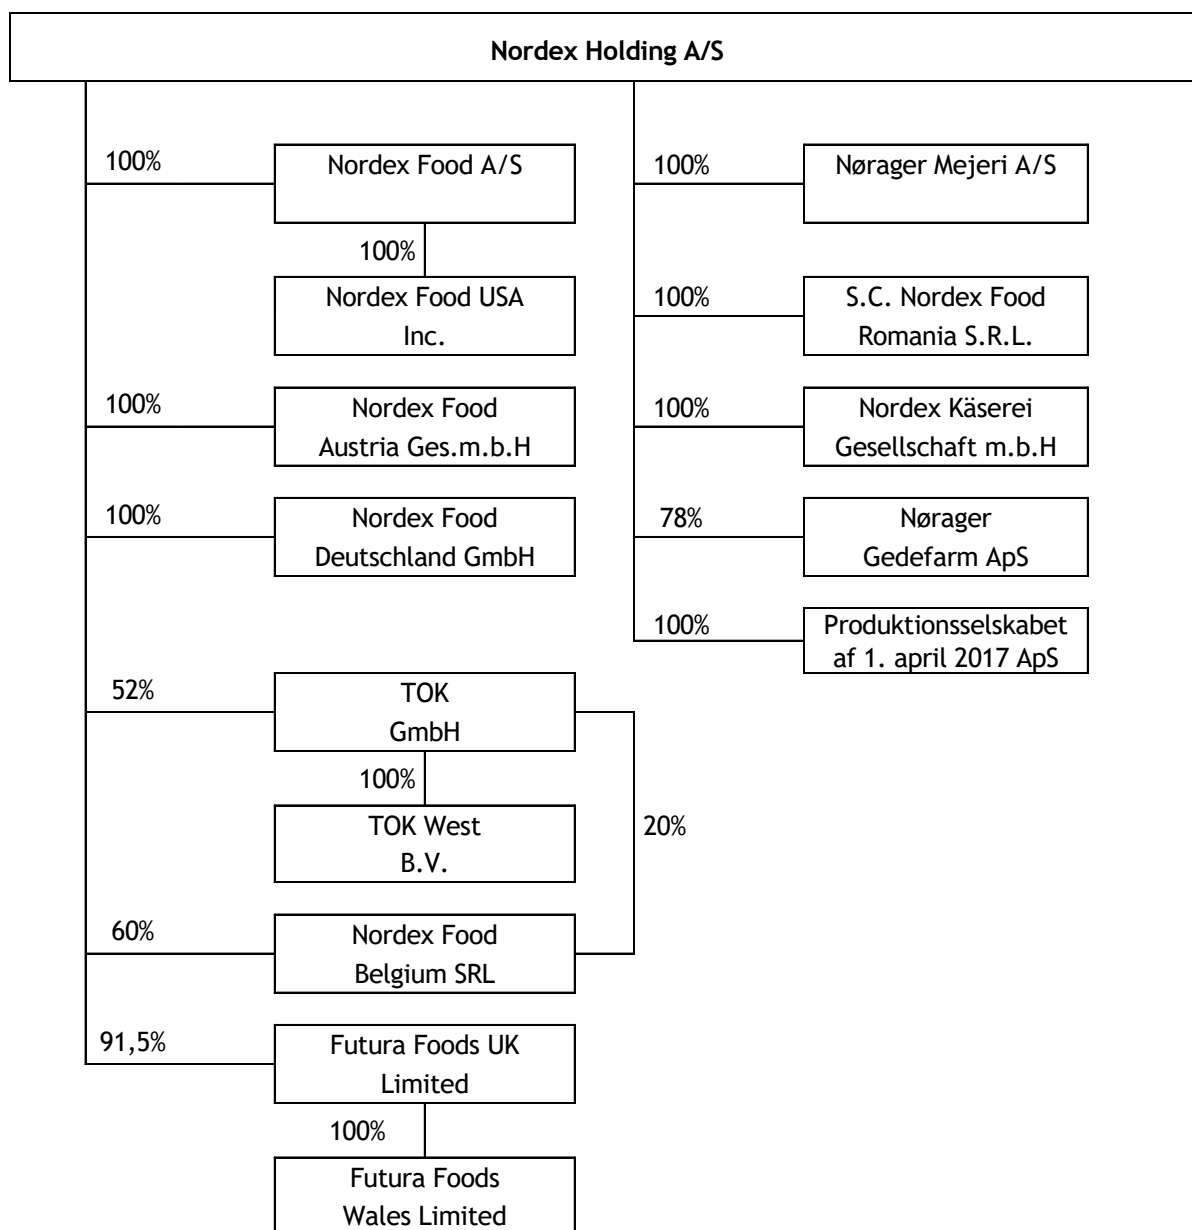 Nordex Holding A/S
100%
Nordex Food A/S
100%
Nørager Mejeri A/S
100%
Nordex Food USA
Inc.
100%
S.C. Nordex Food
Romania S.R.L.
100%
Nordex Food
Austria Ges.m.b.H
100%
Nordex Käserei
Gesellschaft m.b.H
100%
Nordex Food
Deutschland GmbH
78%
Nørager
Gedefarm ApS
100%
Produktionsselskabet
af 1. april 2017 ApS
52%
TOK
GmbH
100%
TOK West
B.V.
20%
60%
Nordex Food
Belgium SRL
91,5%
Futura Foods UK
Limited
100%
Futura Foods
Wales Limited